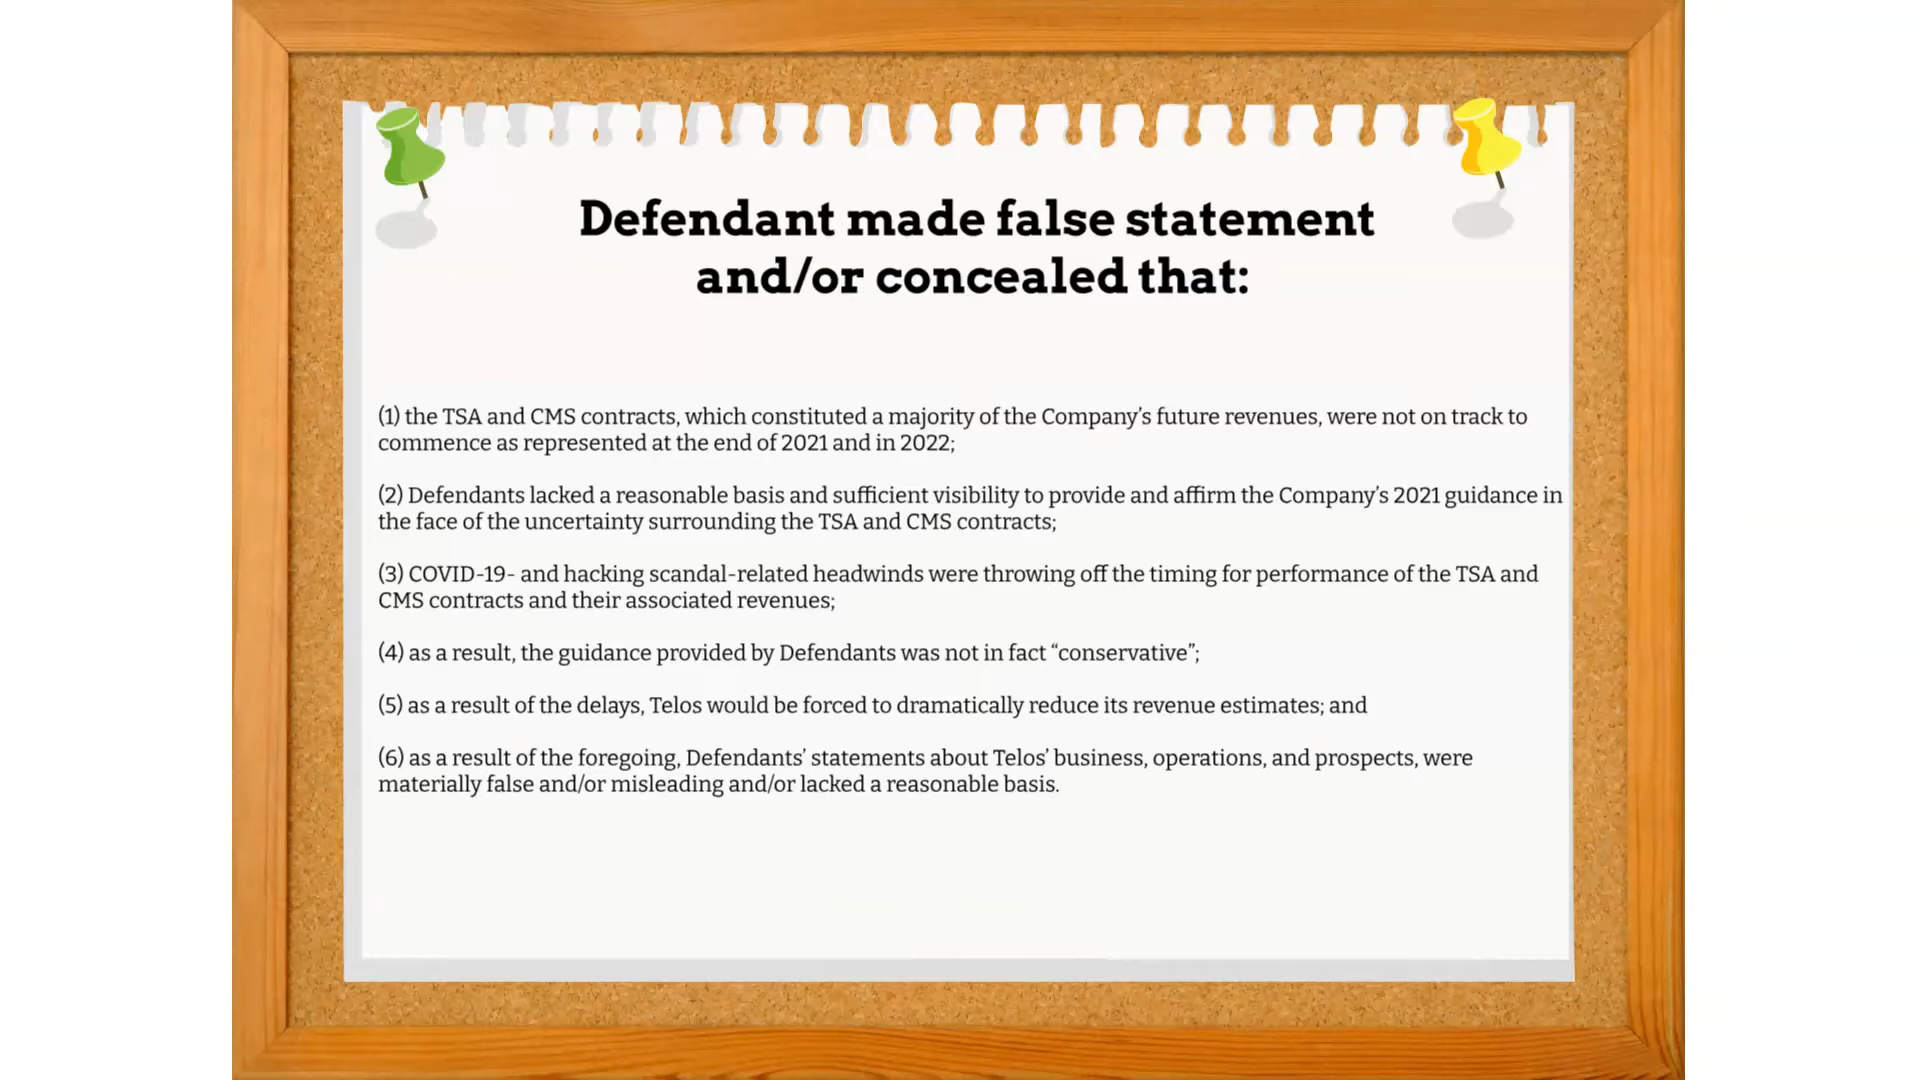 Defendant made false statement
and/or concealed that:
(1) the TSA and CMS contracts, which constituted a majority of the Company’s future revenues, were not on track to
commence as represented at the end of 2021 and in 2022;
(2) Defendants lacked a reasonable basis and sufficient visibility to provide and affirm the Company’s 2021 guidance in
the face of the uncertainty surrounding the TSA and CMS contracts;
(3) COVID-19- and hacking scandal-related headwinds were throwing off the timing for performance of the TSA and
CMS contracts and their associated revenues;
(4) as a result, the guidance provided by Defendants was not in fact “conservative”;
(5) as a result of the delays, Telos would be forced to dramatically reduce its revenue estimates; and
(6) as a result of the foregoing, Defendants’ statements about Telos’ business, operations, and prospects, were
materially false and/or misleading and/or lacked a reasonable basis.